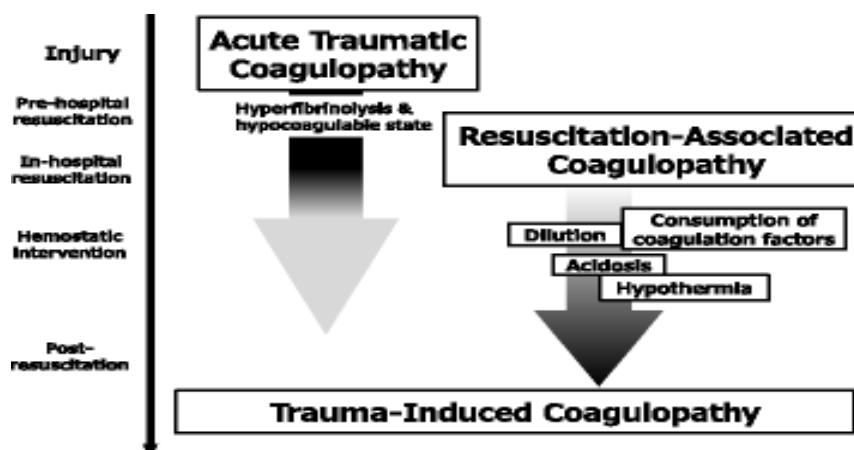 Injury
Pre-hospital
resuscitation
In-hospital
resuscitation
Hemostatic
intervention
Post-
resuscitation
Acute Traumatic
Coagulopathy
Hyperfibrinolysis &
hypocoagulable state
Resuscitation-Associated
Coagulopathy
Dilution
Consumption of
coagulation factors
Acidosis
Hypothermia
Trauma-Induced Coagulopathy